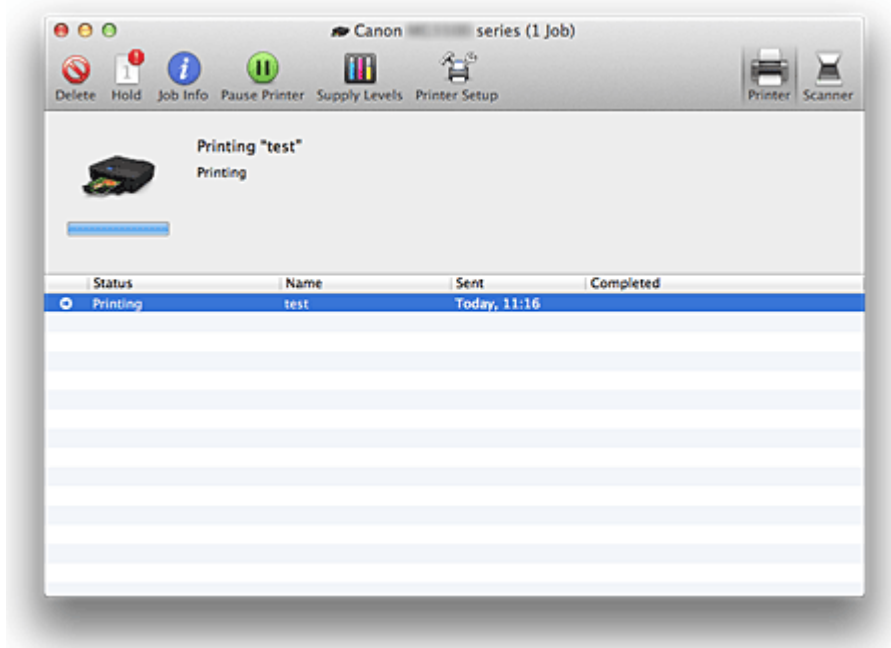 Canon series (1 Job)
Delete Hold Job Info Pause Printer Supply Levels Printer Setup Printer Scanner
Printing "test"
Printing
Status Name Sent Completed
Printing test Today, 11:16